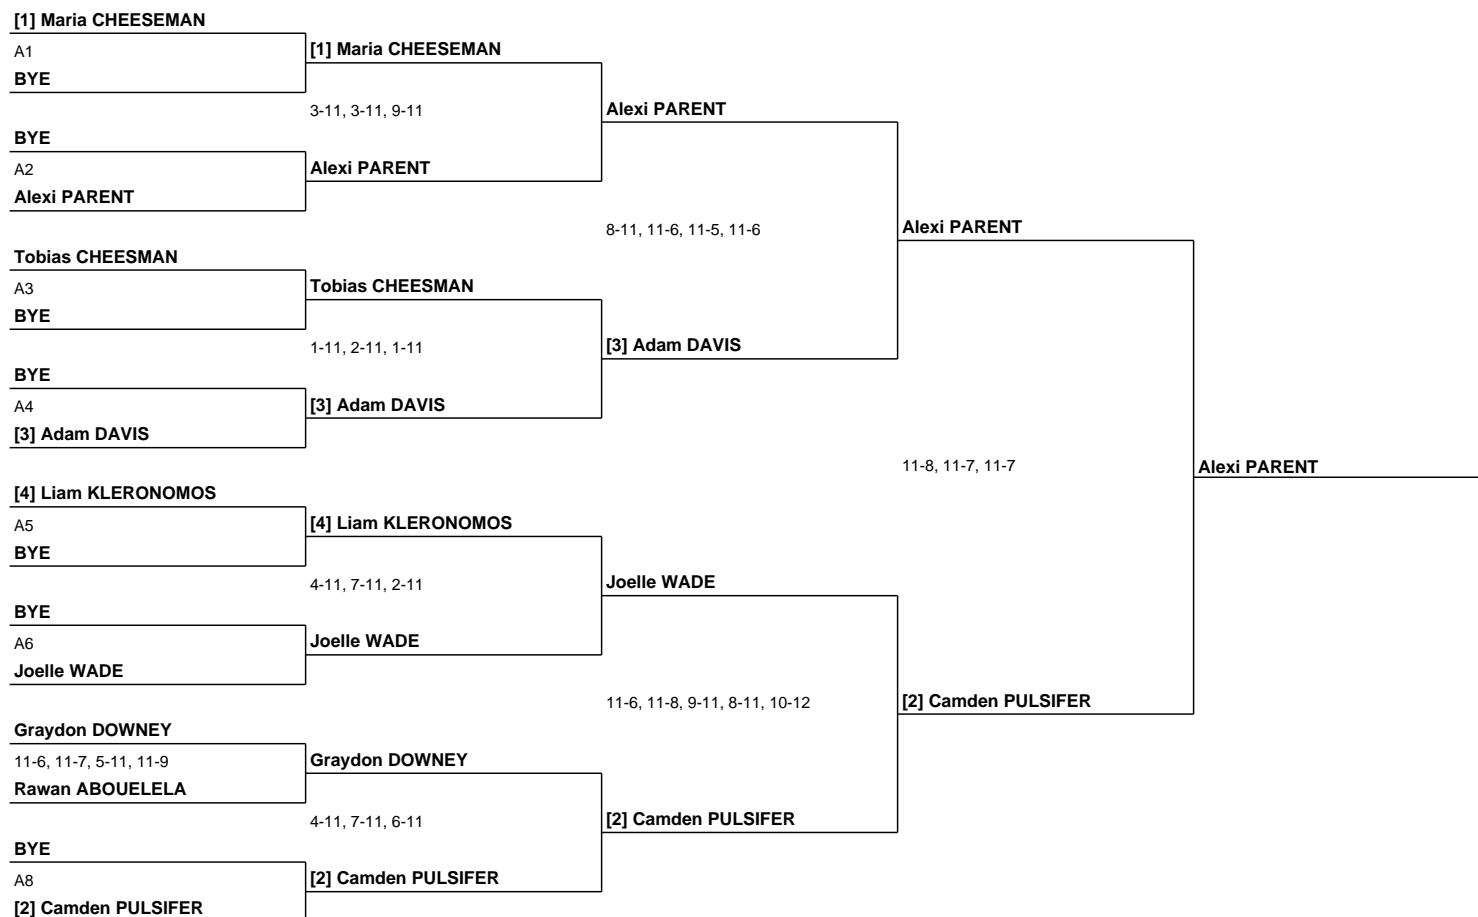 [1] Maria CHEESEMAN
A1
BYE
BYE
A2
Alexi PARENT
Tobias CHEESMAN
A3
BYE
BYE
A4
[3] Adam DAVIS
[4] Liam KLERONOMOS
A5
BYE
BYE
A6
Joelle WADE
Graydon DOWNEY
11-6, 11-7, 5-11, 11-9
Rawan ABOUELELA
BYE
A8
[2] Camden PULSIFER
[1] Maria CHEESEMAN
3-11, 3-11, 9-11
Alexi PARENT
Tobias CHEESMAN
1-11, 2-11, 1-11
[3] Adam DAVIS
[4] Liam KLERONOMOS
4-11, 7-11, 2-11
Joelle WADE
Graydon DOWNEY
4-11, 7-11, 6-11
[2] Camden PULSIFER
Alexi PARENT
8-11, 11-6, 11-5, 11-6
[3] Adam DAVIS
Joelle WADE
11-6, 11-8, 9-11, 8-11, 10-12
[2] Camden PULSIFER
Alexi PARENT
11-8, 11-7, 11-7
[2] Camden PULSIFER
Alexi PARENT